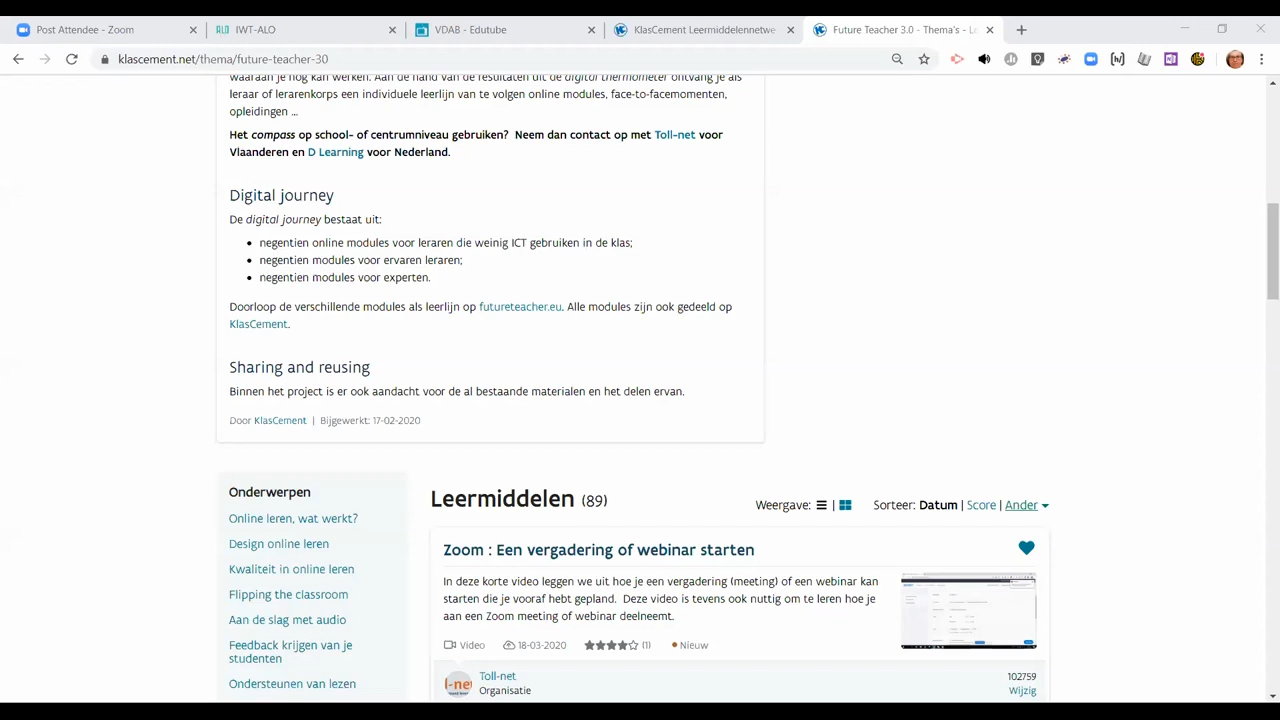 Post Attendee - Zoom
IWT-ALO
VDAB - Edutube
KlasCement Leermiddelennetwe
Future Teacher 3.0 - Thema's - Le
klascement.net/thema/future-teacher-30
waaraan je nog kan werken. Aan de hand van de resultaten uit de digital thermometer ontvang je als
leraar of lerarenkorps een individuele leerlijn van te volgen online modules, face-to-facemomenten,
opleidingen ...
Het compass op school- of centrumniveau gebruiken? Neem dan contact op met Toll-net voor
Vlaanderen en D Learning voor Nederland.
Digital journey
De digital journey bestaat uit:
• negentien online modules voor leraren die weinig ICT gebruiken in de klas;
• negentien modules voor ervaren leraren;
• negentien modules voor experten.
Doorloop de verschillende modules als leerlijn op futureteacher.eu. Alle modules zijn ook gedeeld op
KlasCement.
Sharing and reusing
Binnen het project is er ook aandacht voor de al bestaande materialen en het delen ervan.
Door KlasCement | Bijgewerkt: 17-02-2020
Onderwerpen
Online leren, wat werkt?
Design online leren
Kwaliteit in online leren
Flipping the classroom
Aan de slag met audio
Feedback krijgen van je
studenten
Ondersteunen van lezen
Leermiddelen (89)
Weergave: | Sorteer: Datum | Score | Ander
Zoom : Een vergadering of webinar starten
In deze korte video leggen we uit hoe je een vergadering (meeting) of een webinar kan
starten die je vooraf hebt gepland. Deze video is tevens ook nuttig om te leren hoe je
aan een Zoom meeting of webinar deelneemt.
Video 18-03-2020 (1) Nieuw
l-net
Toll-net
Organisatie
102759
Wijzig